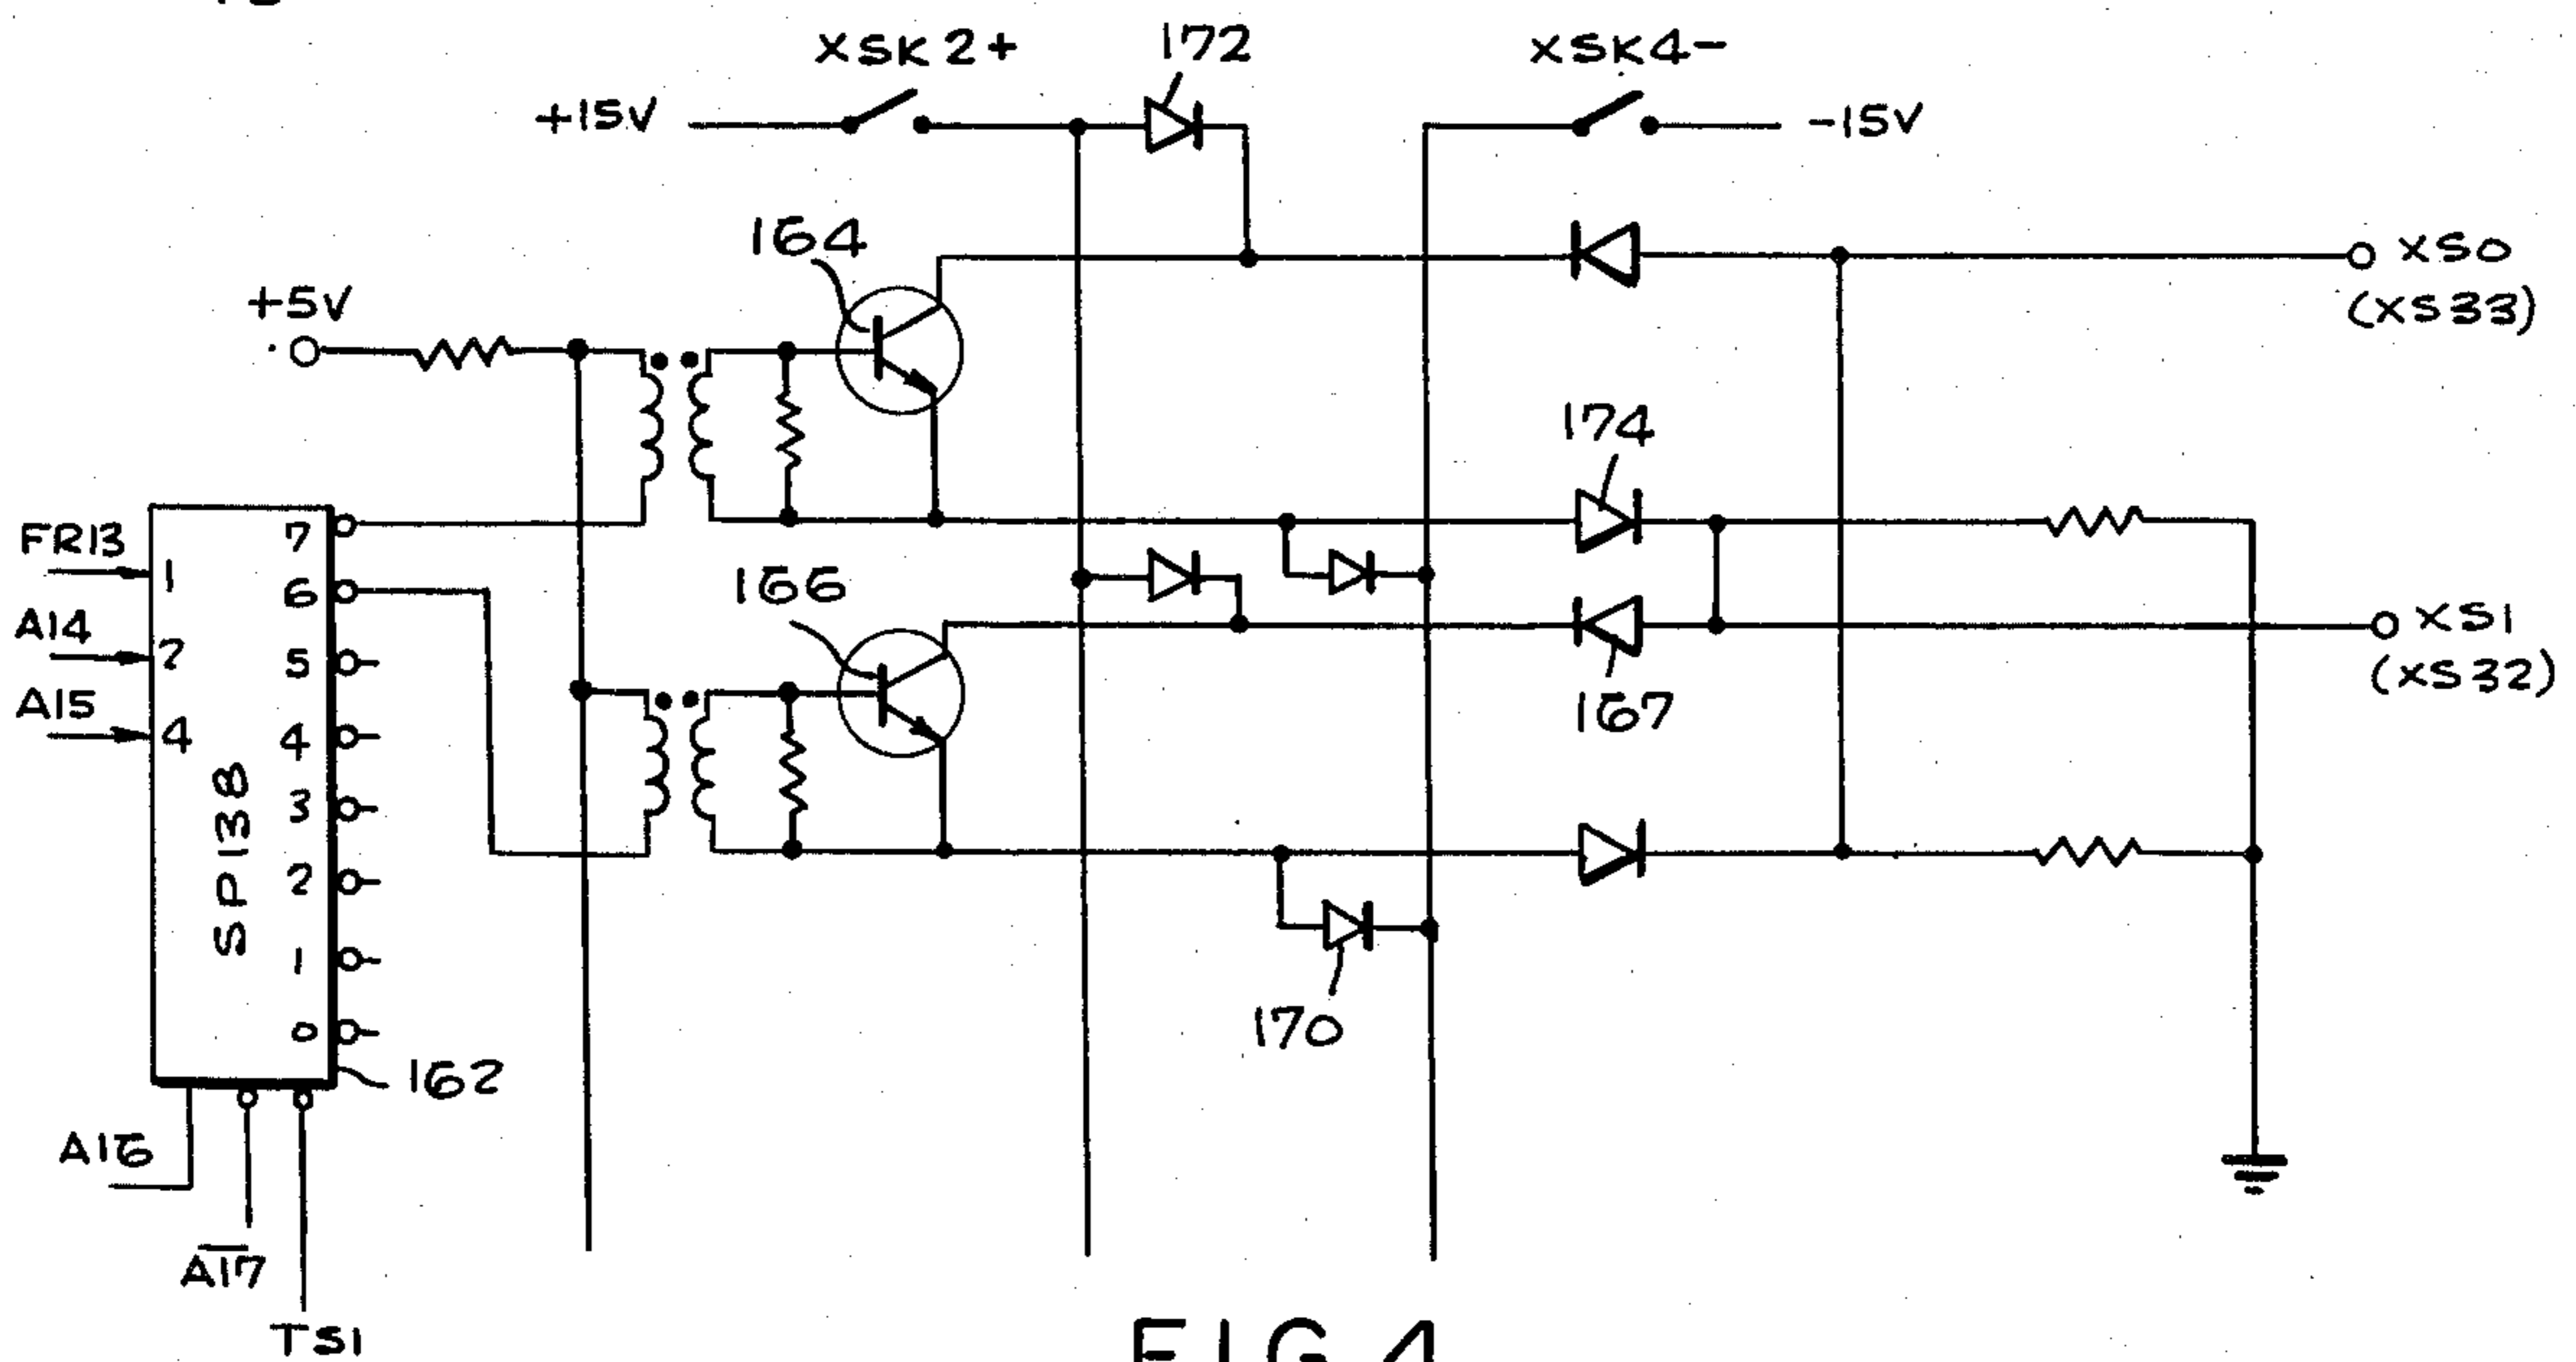 XSK2+
172
XSK4-
+15V
-15V
164
XS0
(XS33)
+5V
174
FR13
1
7
A14
2
6
166
XS1
(XS32)
A15
4
5
167
4
3
2
1
0
SP138
170
162
A16
A17
TS1
FIG 4